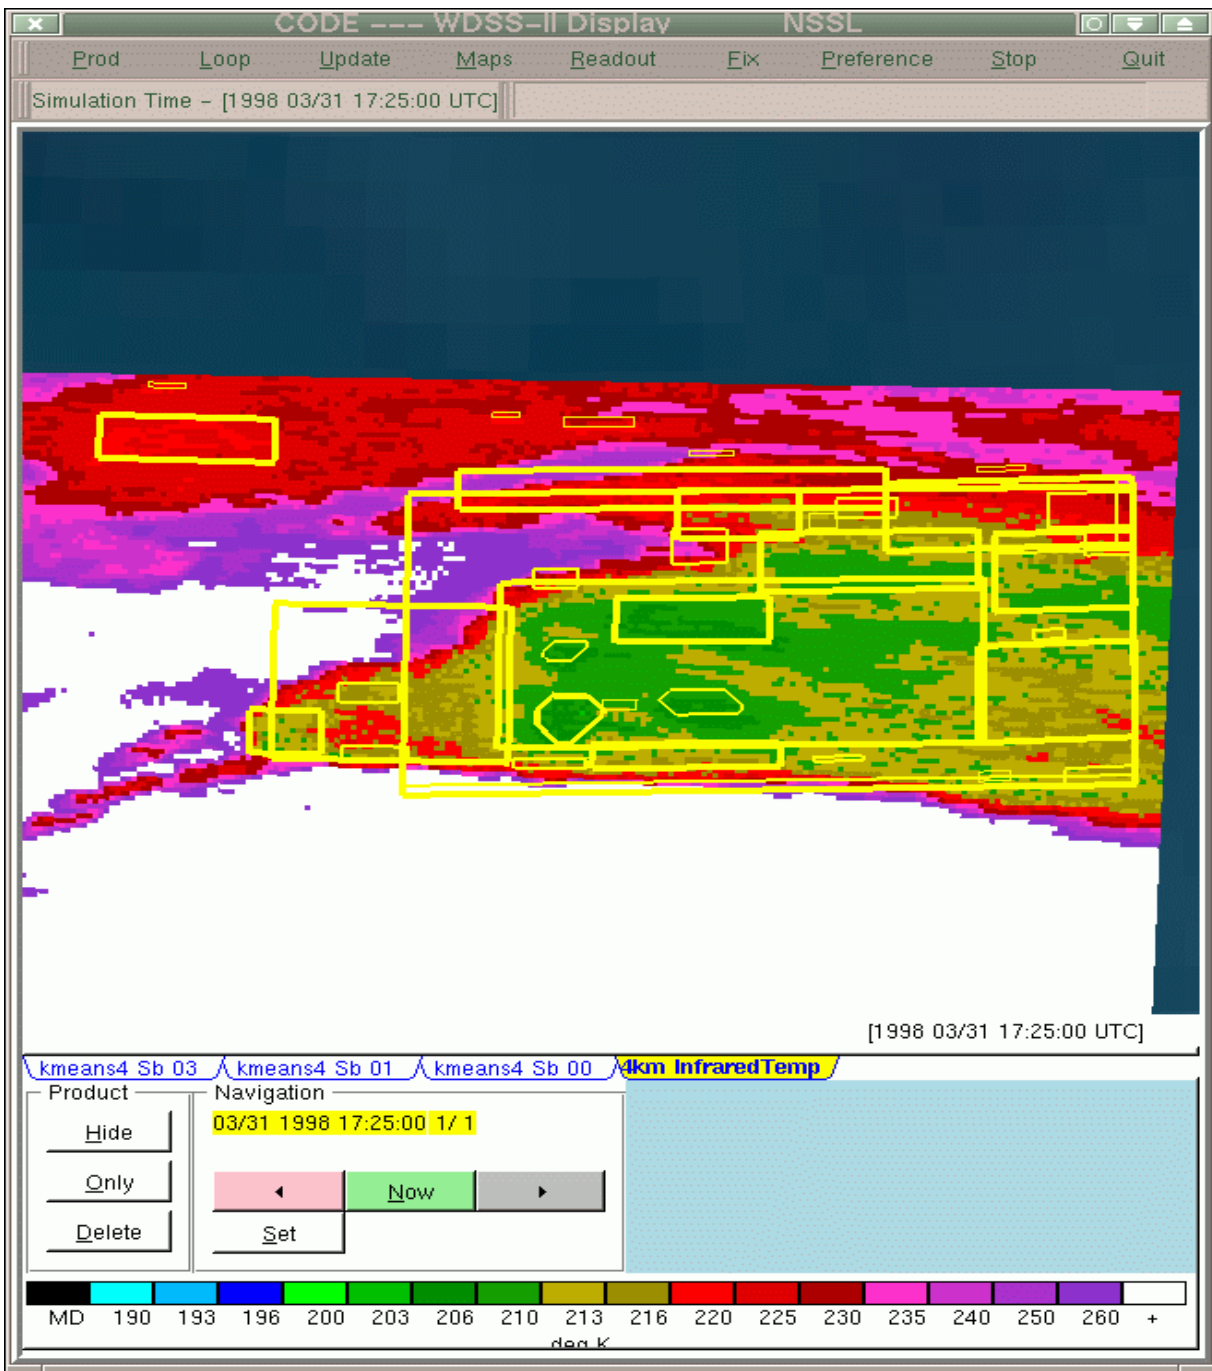 CODE --- WDSS-II Display NSSL
Prod Loop Update Maps Readout Fix Preference Stop Quit
Simulation Time - [1998 03/31 17:25:00 UTC]
[1998 03/31 17:25:00 UTC]
kmeans4 Sb 03 kmeans4 Sb 01 kmeans4 Sb 00 4km InfraredTemp
Product Navigation
03/31 1998 17:25:00 1/ 1
Hide
Only
Now
Delete
Set
MD 190 193 196 200 203 206 210 213 216 220 225 230 235 240 250 260 +
deg K